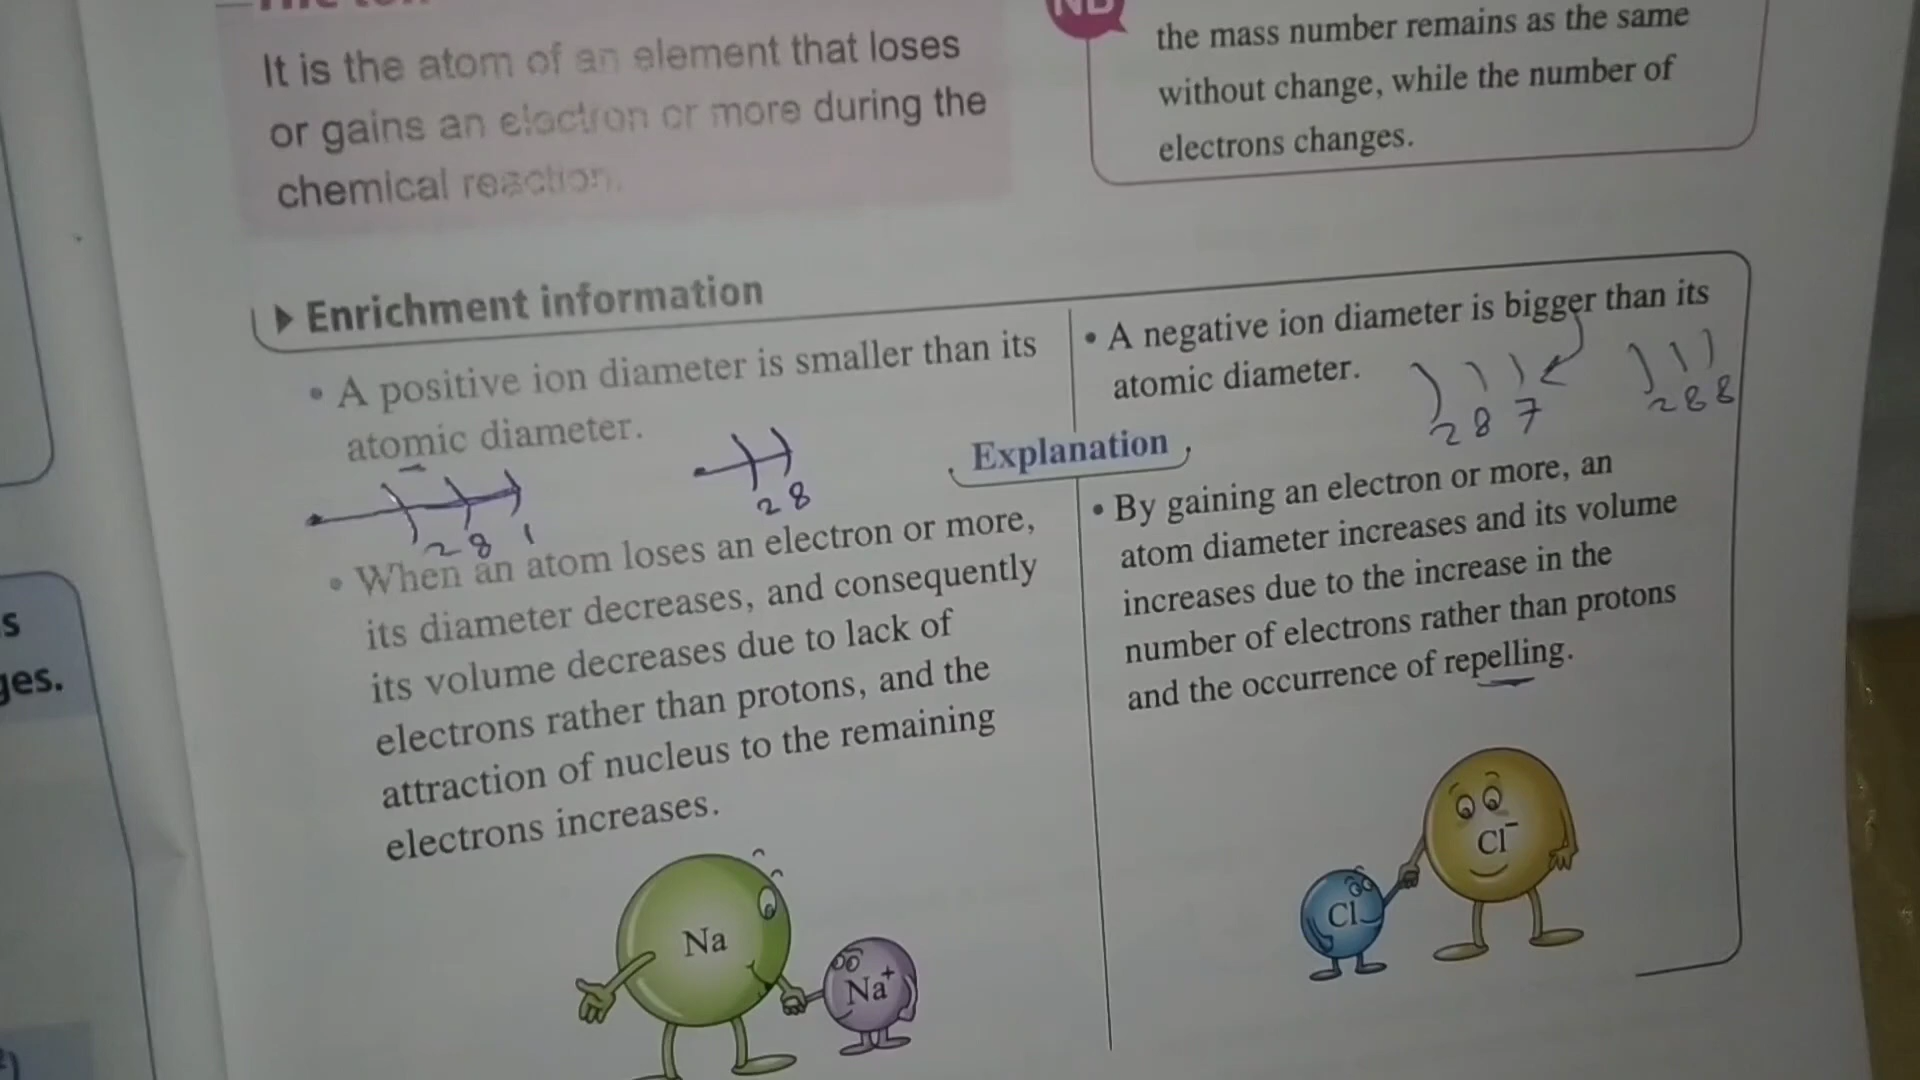 It is the atom of an element that loses
or gains an electron or more during the
chemical reaction.
NB
the mass number remains as the same
without change, while the number of
electrons changes.
Enrichment information
• A positive ion diameter is smaller than its
atomic diameter.
2 8 1
2 8
• A negative ion diameter is bigger than its
atomic diameter.
2 8 7
2 8 8
Explanation
• When an atom loses an electron or more,
its diameter decreases, and consequently
its volume decreases due to lack of
electrons rather than protons, and the
attraction of nucleus to the remaining
electrons increases.
Na
Na+
• By gaining an electron or more, an
atom diameter increases and its volume
increases due to the increase in the
number of electrons rather than protons
and the occurrence of repelling.
Cl
Cl-